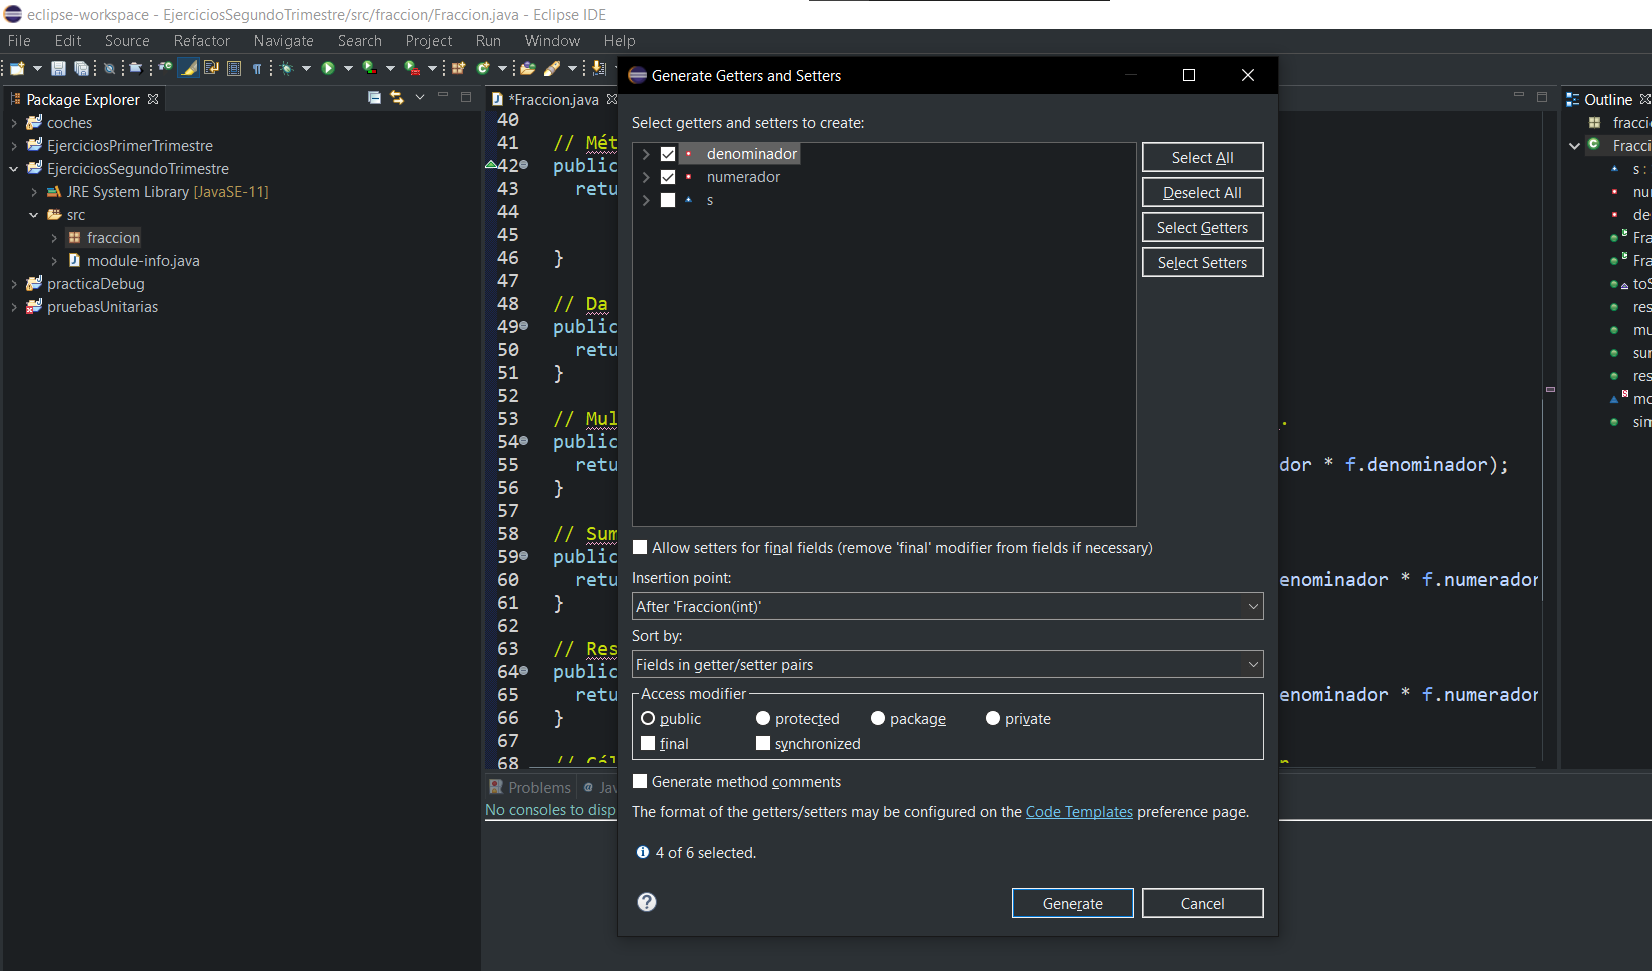 eclipse-workspace - EjerciciosSegundoTrimestre/src/fraccion/Fraccion.java - Eclipse IDE
File Edit Source Refactor Navigate Search Project Run Window Help
Package Explorer
coches
EjerciciosPrimerTrimestre
EjerciciosSegundoTrimestre
JRE System Library [JavaSE-11]
src
fraccion
module-info.java
practicaDebug
pruebasUnitarias
*Fraccion.java
40
41 // Mét
42 public
43 retu
44
45
46 }
47
48 // Da
49 public
50 retu
51 }
52
53 // Mul
54 public
55 retu dor * f.denominador);
56 }
57
58 // Sum
59 public
60 retu enominador * f.numerador
61 }
62
63 // Res
64 public
65 retu enominador * f.numerador
66 }
67
68 // Cál
Problems @ Jav
No consoles to disp
Generate Getters and Setters
Select getters and setters to create:
denominador
numerador
s
Select All
Deselect All
Select Getters
Select Setters
Allow setters for final fields (remove 'final' modifier from fields if necessary)
Insertion point:
After 'Fraccion(int)'
Sort by:
Fields in getter/setter pairs
Access modifier
public protected package private
final synchronized
Generate method comments
The format of the getters/setters may be configured on the Code Templates preference page.
4 of 6 selected.
Generate Cancel
Outline
fracci
Fracci
s :
nu
de
Fra
Fra
toS
res
mu
sur
res
mc
sim